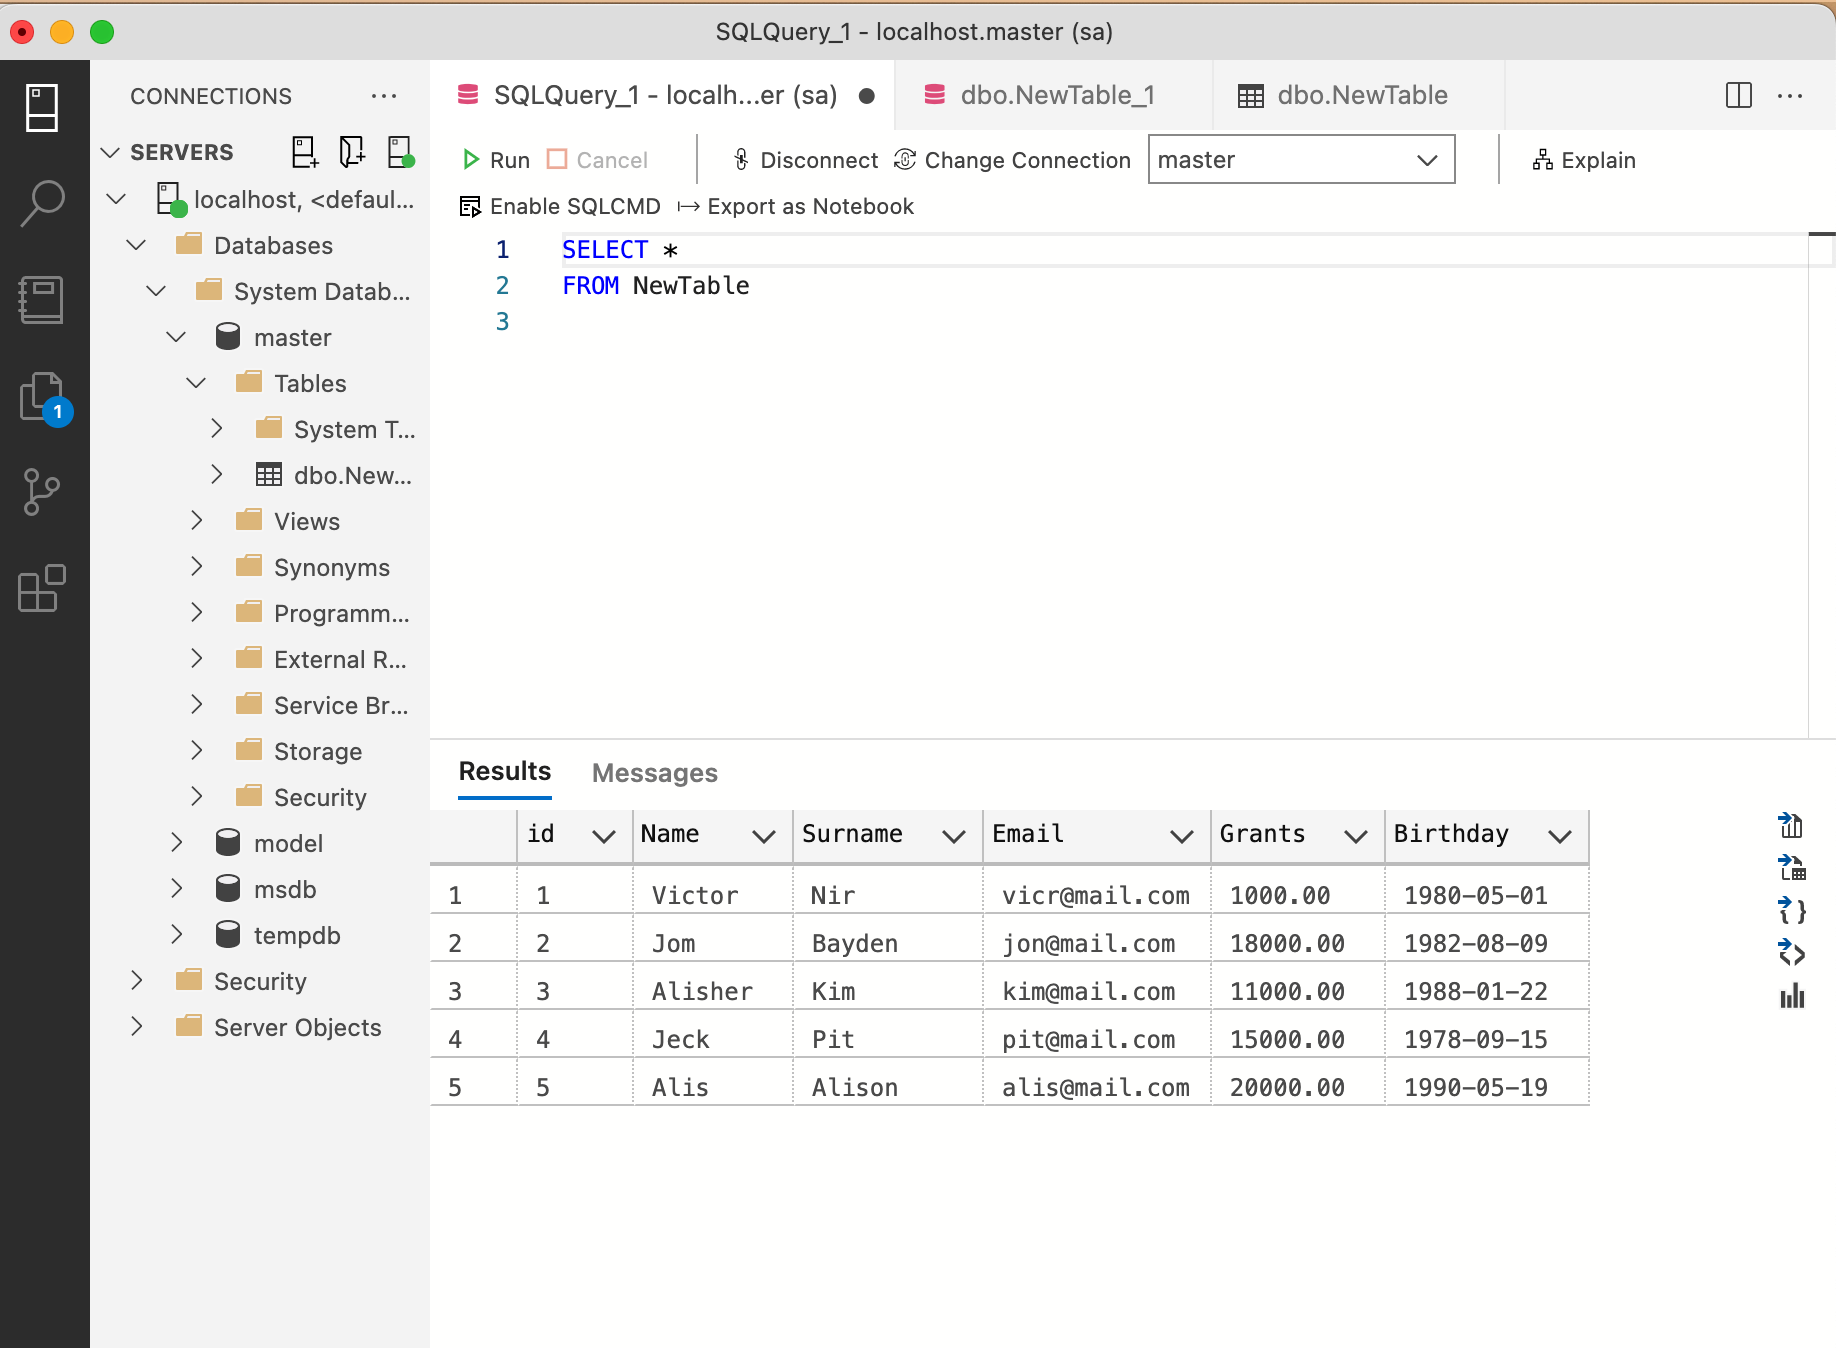 SQLQuery_1 - localhost.master (sa)
CONNECTIONS
SERVERS
localhost, <defaul...
Databases
System Datab...
master
Tables
System T...
dbo.New...
Views
Synonyms
Programm...
External R...
Service Br...
Storage
Security
model
msdb
tempdb
Security
Server Objects
1
SQLQuery_1 - localh...er (sa) dbo.NewTable_1 dbo.NewTable
Run Cancel Disconnect Change Connection master Explain
Enable SQLCMD Export as Notebook
1 SELECT *
2 FROM NewTable
3
Results Messages
id Name Surname Email Grants Birthday
1 1 Victor Nir vicr@mail.com 1000.00 1980-05-01
2 2 Jom Bayden jon@mail.com 18000.00 1982-08-09
3 3 Alisher Kim kim@mail.com 11000.00 1988-01-22
4 4 Jeck Pit pit@mail.com 15000.00 1978-09-15
5 5 Alis Alison alis@mail.com 20000.00 1990-05-19